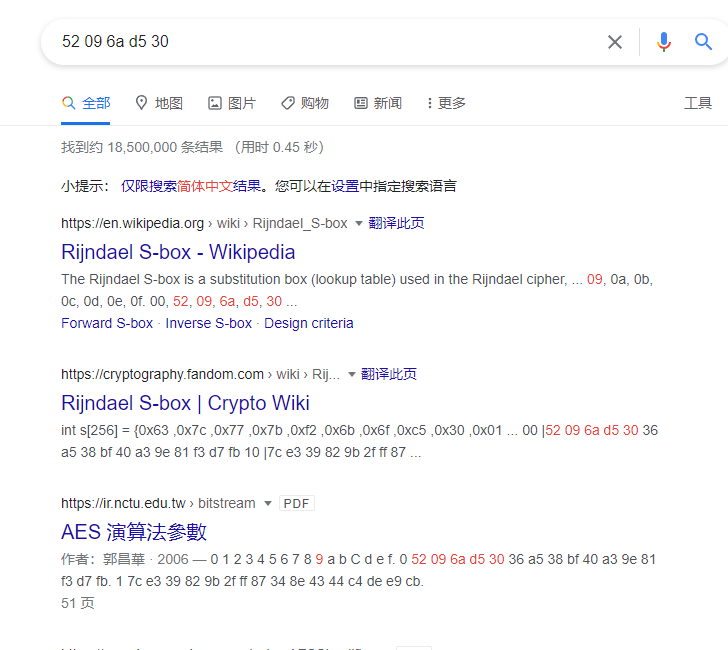 52 09 6a d5 30
全部 地图 图片 购物 新闻 更多 工具
找到约 18,500,000 条结果 （用时 0.45 秒）
小提示： 仅限搜索简体中文结果。您可以在设置中指定搜索语言
https://en.wikipedia.org › wiki › Rijndael_S-box 翻译此页
Rijndael S-box - Wikipedia
The Rijndael S-box is a substitution box (lookup table) used in the Rijndael cipher, ... 09, 0a, 0b,
0c, 0d, 0e, 0f. 00, 52, 09, 6a, d5, 30 ...
Forward S-box · Inverse S-box · Design criteria
https://cryptography.fandom.com › wiki › Rij... 翻译此页
Rijndael S-box | Crypto Wiki
int s[256] = {0x63 ,0x7c ,0x77 ,0x7b ,0xf2 ,0x6b ,0x6f ,0xc5 ,0x30 ,0x01 ... 00 |52 09 6a d5 30 36
a5 38 bf 40 a3 9e 81 f3 d7 fb 10 |7c e3 39 82 9b 2f ff 87 ...
https://ir.nctu.edu.tw › bitstream PDF
AES 演算法參數
作者：郭昌華 · 2006 — 0 1 2 3 4 5 6 7 8 9 a b C d e f. 0 52 09 6a d5 30 36 a5 38 bf 40 a3 9e 81
f3 d7 fb. 1 7c e3 39 82 9b 2f ff 87 34 8e 43 44 c4 de e9 cb.
51 页